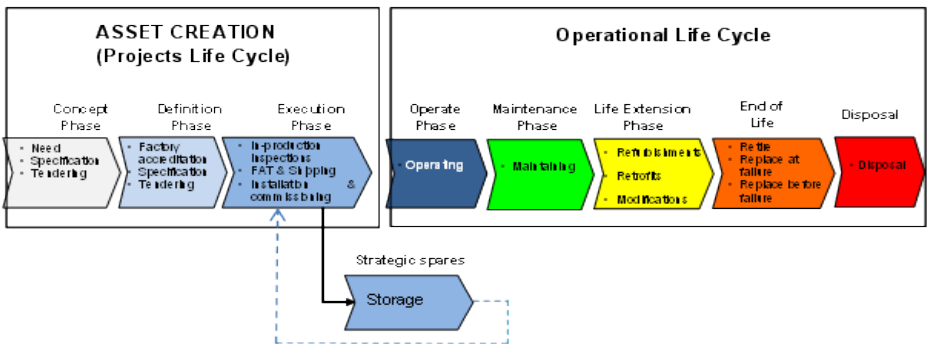 ASSET CREATION
(Projects Life Cycle)
Operational Life Cycle
Concept
Phase
Definition
Phase
Execution
Phase
Operate
Phase
Maintenance
Phase
Life Extension
Phase
End of
Life
Disposal
• Need
• Specification
• Tendering
• Factory
accreditation
• Specification
• Tendering
• In-production
Inspections
• FAT & Shipping
• Installation &
commissioning
• Operating
• Maintaining
• Refurbishments
• Retrofits
• Modifications
• Retire
• Replace at
failure
• Replace before
failure
• Disposal
Strategic spares
Storage